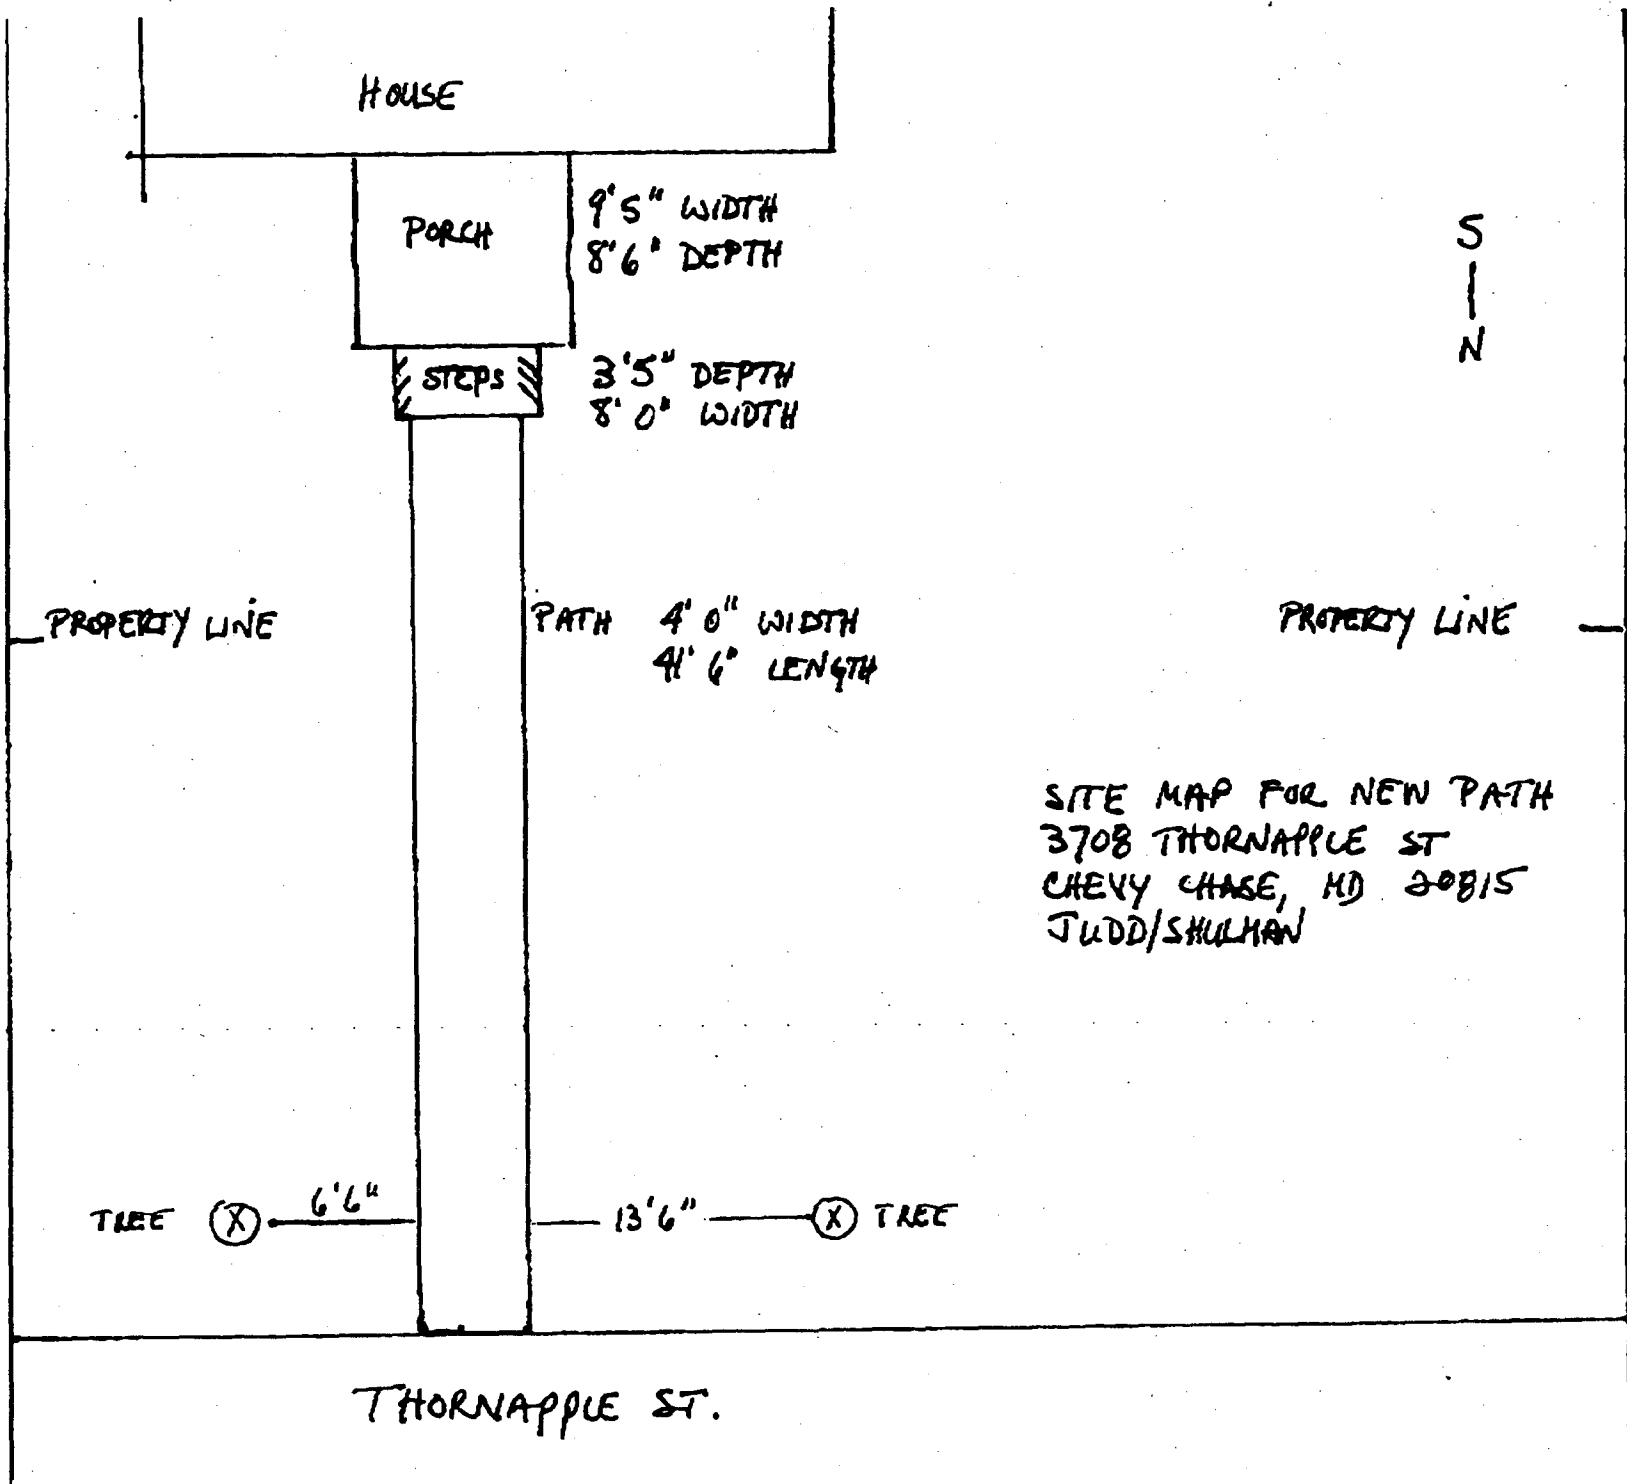 HOUSE
PORCH
9'5" WIDTH
8'6" DEPTH
S
N
STEPS
3'5" DEPTH
8'0" WIDTH
PROPERTY LINE
PATH 4'0" WIDTH
41'6" LENGTH
PROPERTY LINE
SITE MAP FOR NEW PATH
3708 THORNAPPLE ST
CHEVY CHASE, MD 20815
JUDD/SHULMAN
TREE X 6'6" 13'6" X TREE
THORNAPPLE ST.